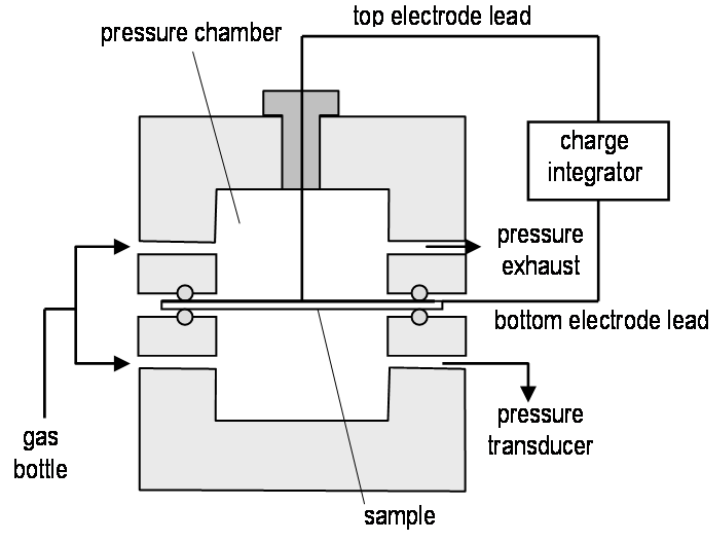 top electrode lead
pressure chamber
charge
integrator
pressure
exhaust
bottom electrode lead
gas
bottle
pressure
transducer
sample